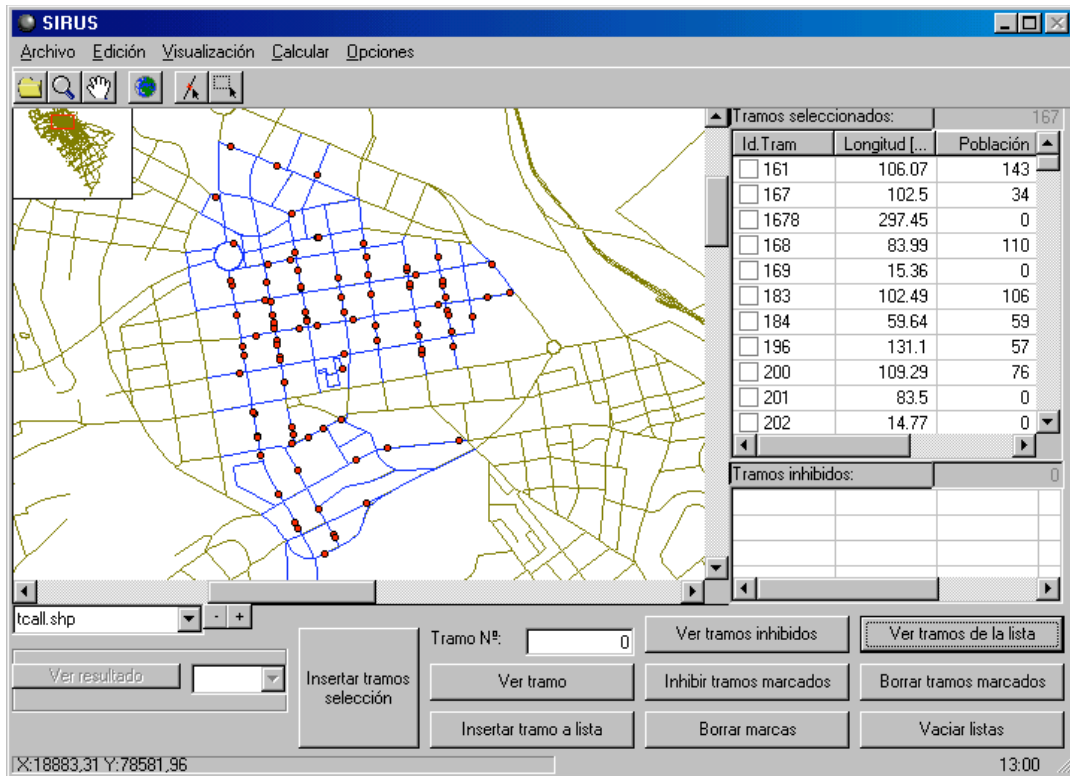 SIRUS
Archivo Edición Visualización Calcular Opciones
Tramos seleccionados: 167
Id.Tram Longitud [... Población
161 106.07 143
167 102.5 34
1678 297.45 0
168 83.99 110
169 15.36 0
183 102.49 106
184 59.64 59
196 131.1 57
200 109.29 76
201 83.5 0
202 14.77 0
Tramos inhibidos: 0
tcall.shp - +
Ver resultado
Insertar tramos selección
Tramo Nº: 0
Ver tramo
Insertar tramo a lista
Ver tramos inhibidos
Inhibir tramos marcados
Borrar marcas
Ver tramos de la lista
Borrar tramos marcados
Vaciar listas
X:18883,31 Y:78581,96
13:00